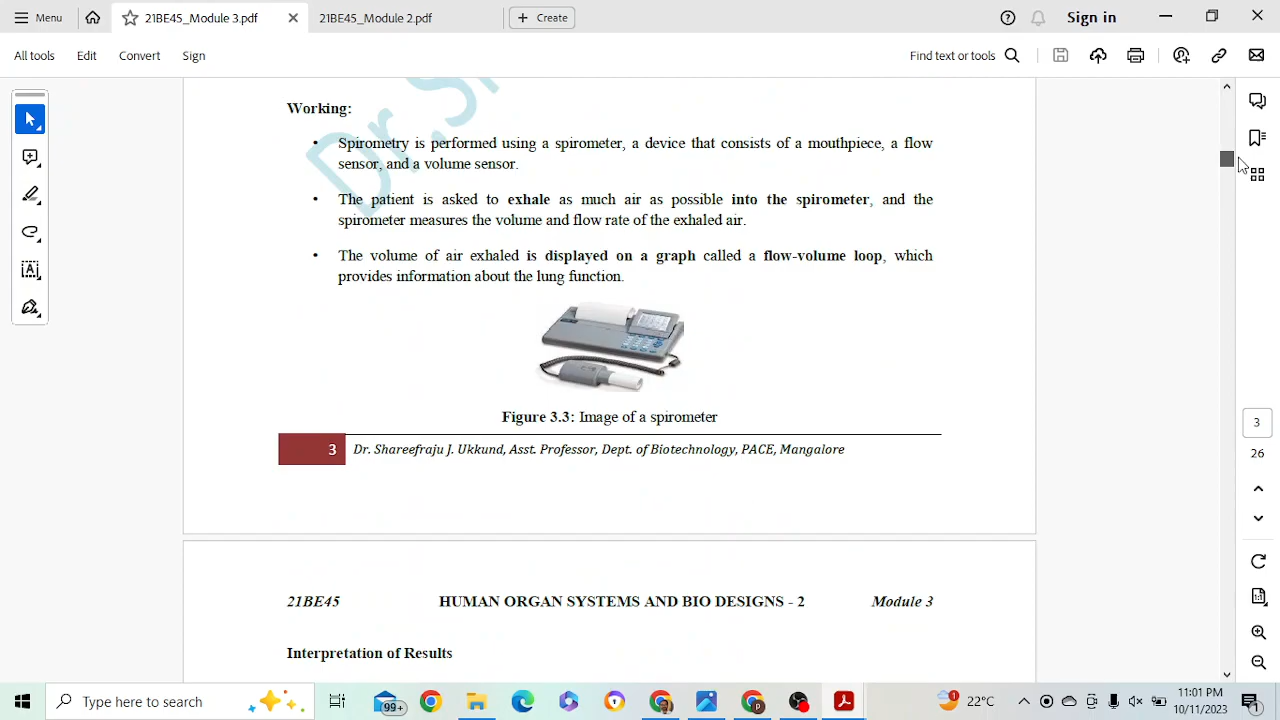 Menu
21BE45_Module 3.pdf
21BE45_Module 2.pdf
Create
Sign in
All tools
Edit
Convert
Sign
Find text or tools
Dr.S
Working:
• Spirometry is performed using a spirometer, a device that consists of a mouthpiece, a flow
sensor, and a volume sensor.
• The patient is asked to exhale as much air as possible into the spirometer, and the
spirometer measures the volume and flow rate of the exhaled air.
• The volume of air exhaled is displayed on a graph called a flow-volume loop, which
provides information about the lung function.
Figure 3.3: Image of a spirometer
3 Dr. Shareefraju J. Ukkund, Asst. Professor, Dept. of Biotechnology, PACE, Mangalore
21BE45 HUMAN ORGAN SYSTEMS AND BIO DESIGNS - 2 Module 3
Interpretation of Results
3
26
1:1
Type here to search
99+
1
22°C
11:01 PM
10/11/2023
1